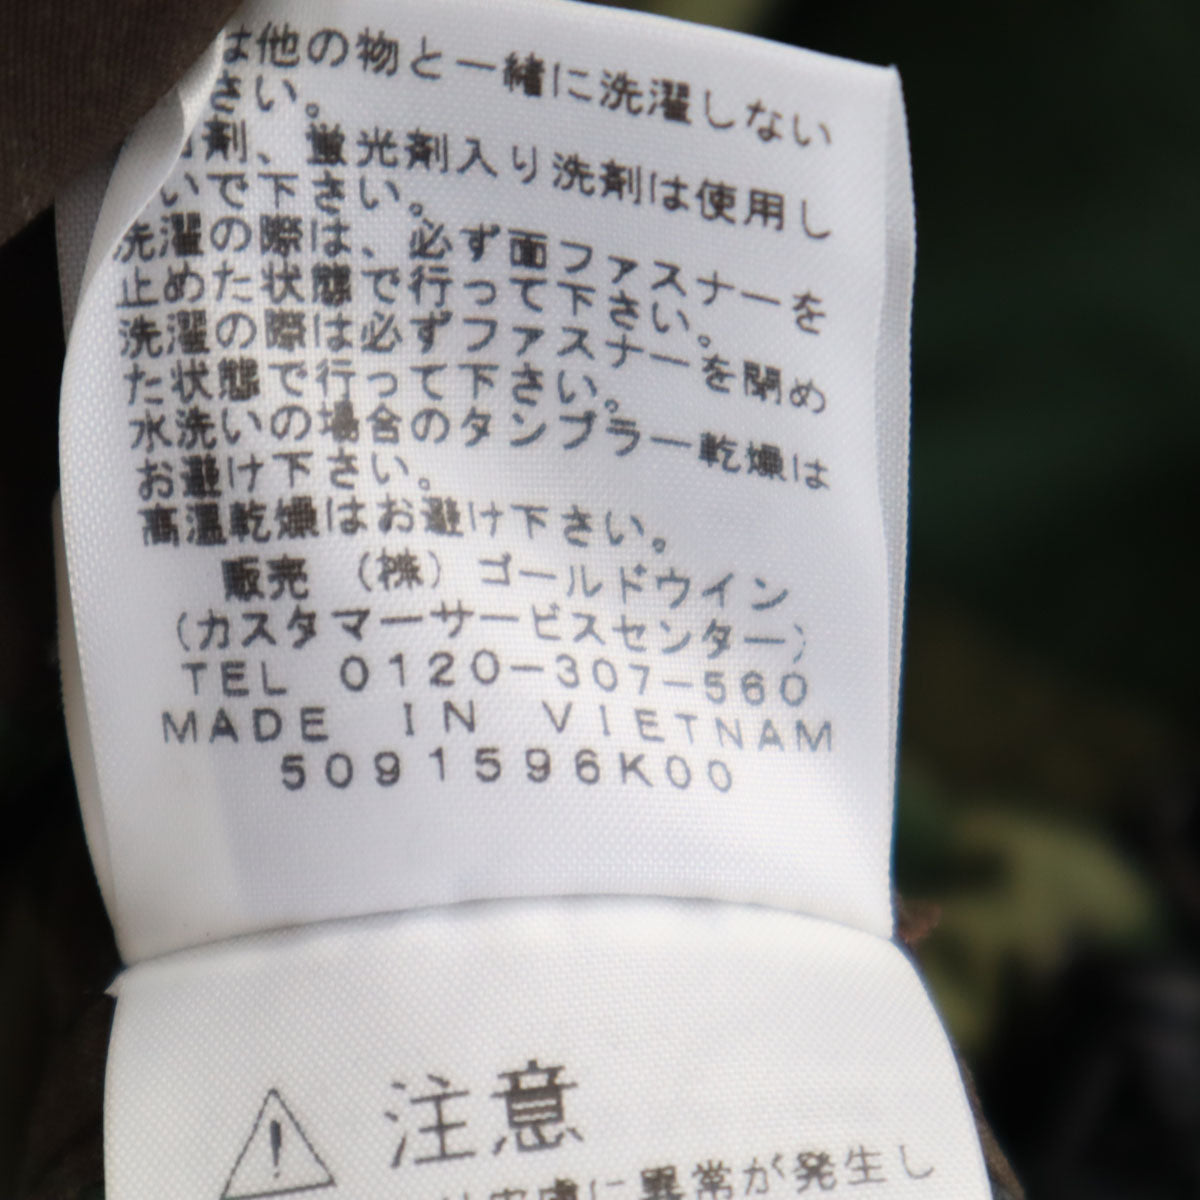 は他の物と一緒に洗濯しない
さい。
剤、蛍光剤入り洗剤は使用し
いで下さい。
洗濯の際は、必ず面ファスナーを
止めた状態で行って下さい。
洗濯の際は必ずファスナーを閉め
た状態で行って下さい。
水洗いの場合のタンブラー乾燥は
お避け下さい。
高温乾燥はお避け下さい。
販売 (株) ゴールドウイン
(カスタマーサービスセンター)
TEL 0120-307-560
MADE IN VIETNAM
5091596K00
注意
皮膚に異常が発生し